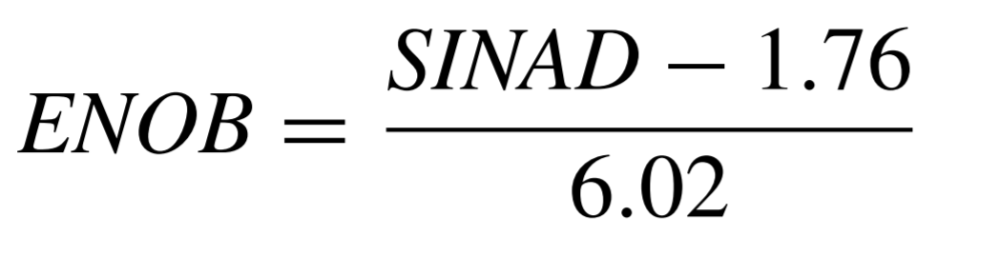 ENOB = SINAD − 1.76 / 6.02